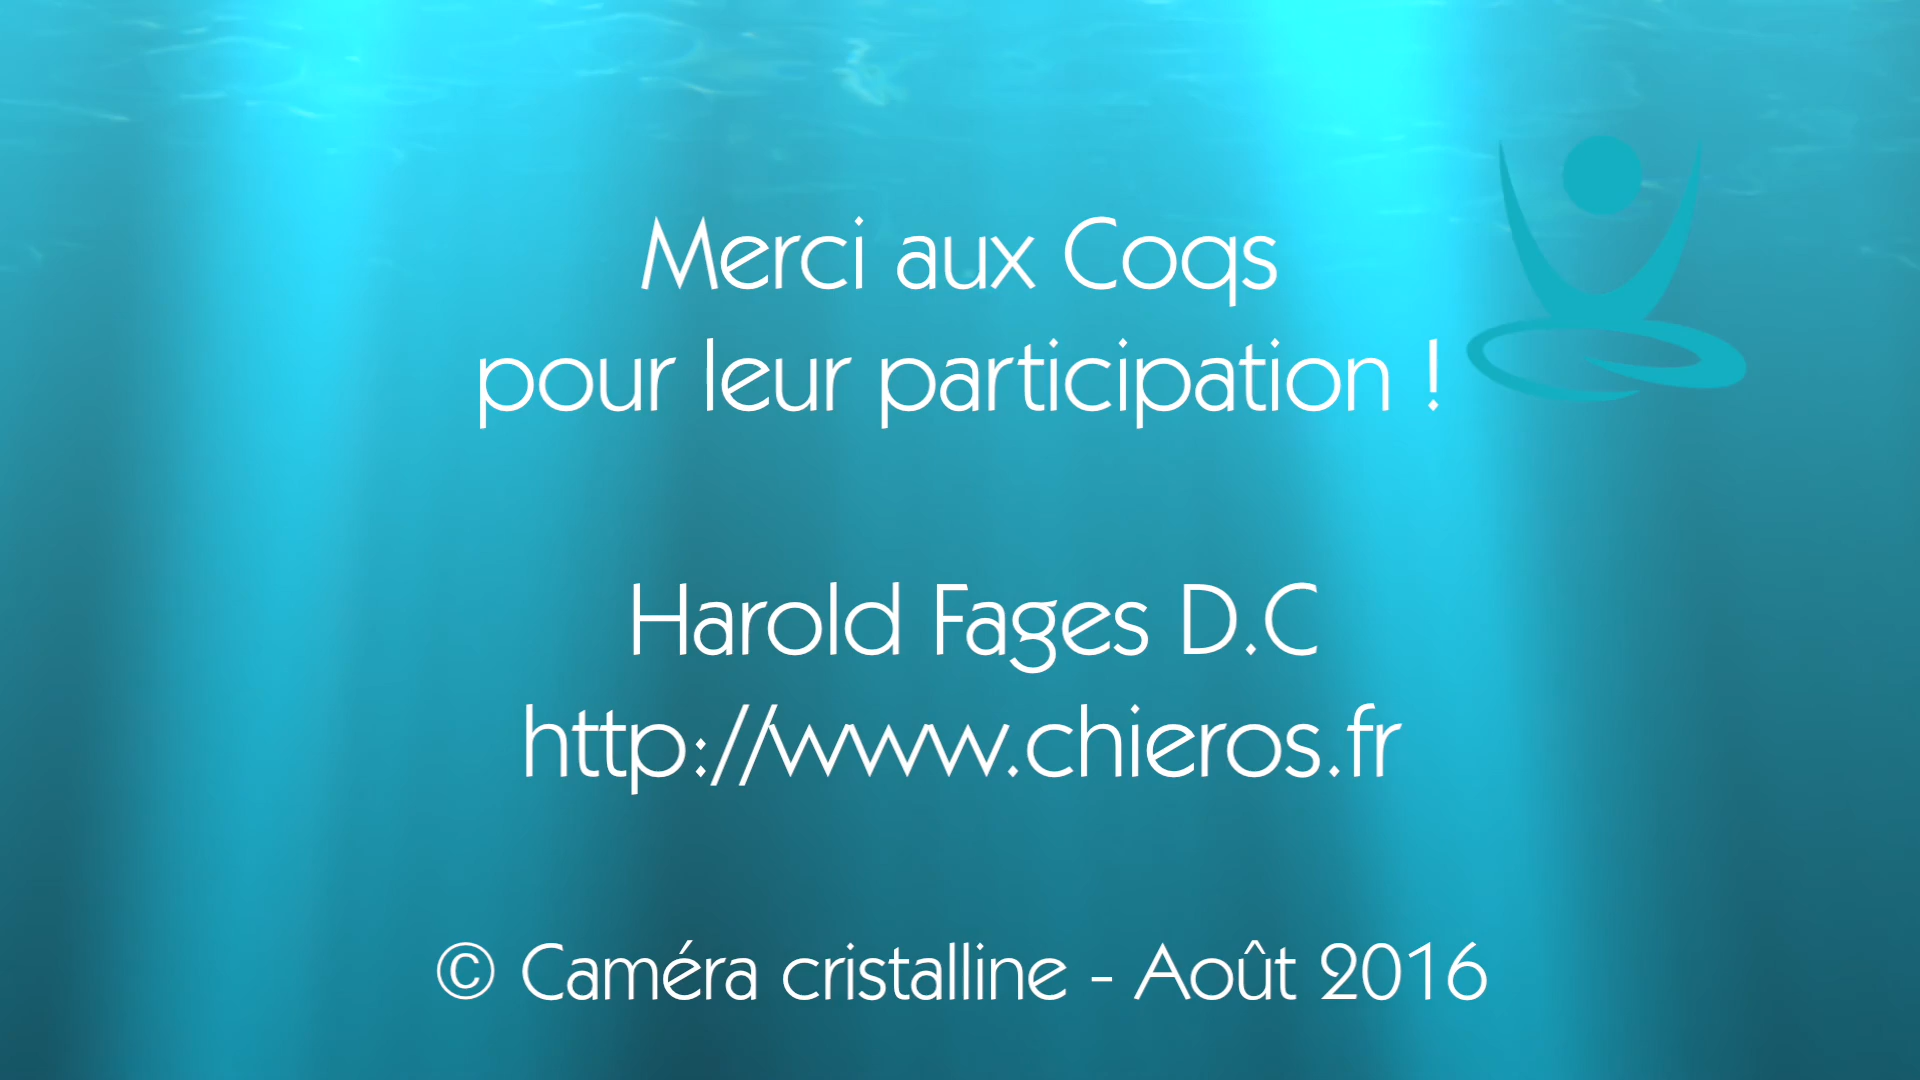 Merci aux Coqs
pour leur participation !
Harold Fages D.C
http://www.chieros.fr
© Caméra cristalline - Août 2016